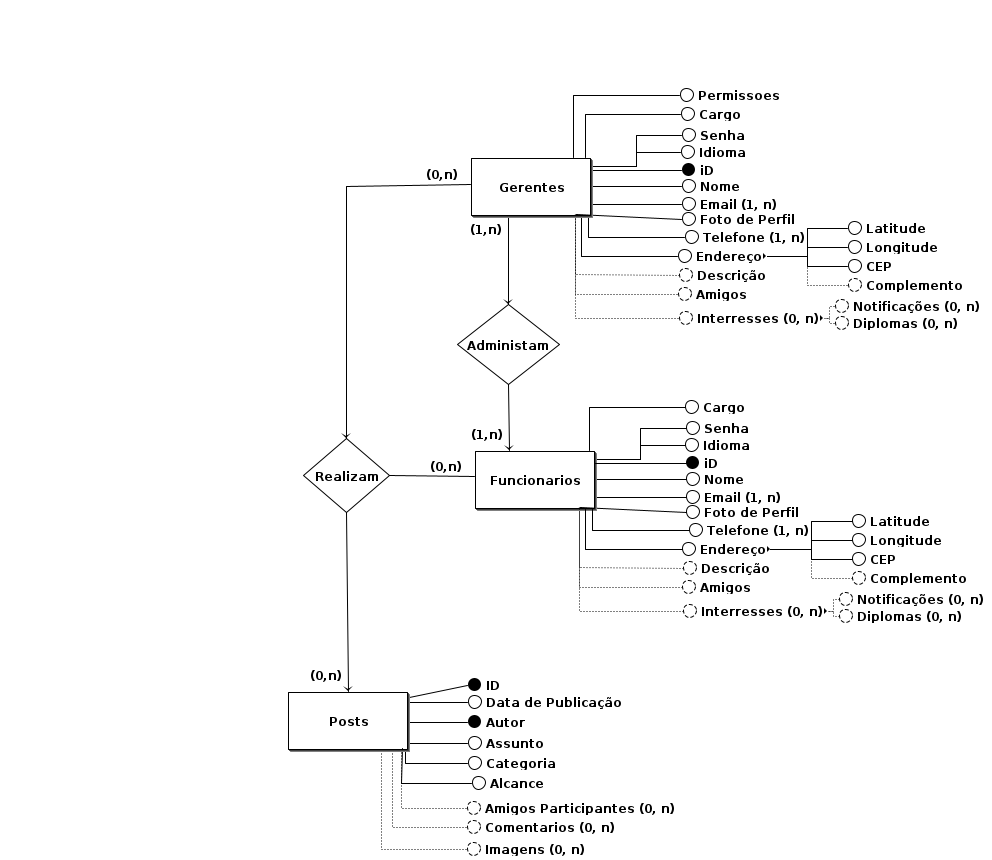 Permissoes
Cargo
Senha
Idioma
iD
Nome
Email (1, n)
Foto de Perfil
Telefone (1, n)
Endereço
Latitude
Longitude
CEP
Complemento
Descrição
Amigos
Interresses (0, n)
Notificações (0, n)
Diplomas (0, n)
(0,n)
Gerentes
(1,n)
Administam
(1,n)
Cargo
Senha
Idioma
iD
Nome
Email (1, n)
Foto de Perfil
Telefone (1, n)
Endereço
Latitude
Longitude
CEP
Complemento
Descrição
Amigos
Interresses (0, n)
Notificações (0, n)
Diplomas (0, n)
Realizam
(0,n)
Funcionarios
(0,n)
Posts
ID
Data de Publicação
Autor
Assunto
Categoria
Alcance
Amigos Participantes (0, n)
Comentarios (0, n)
Imagens (0, n)